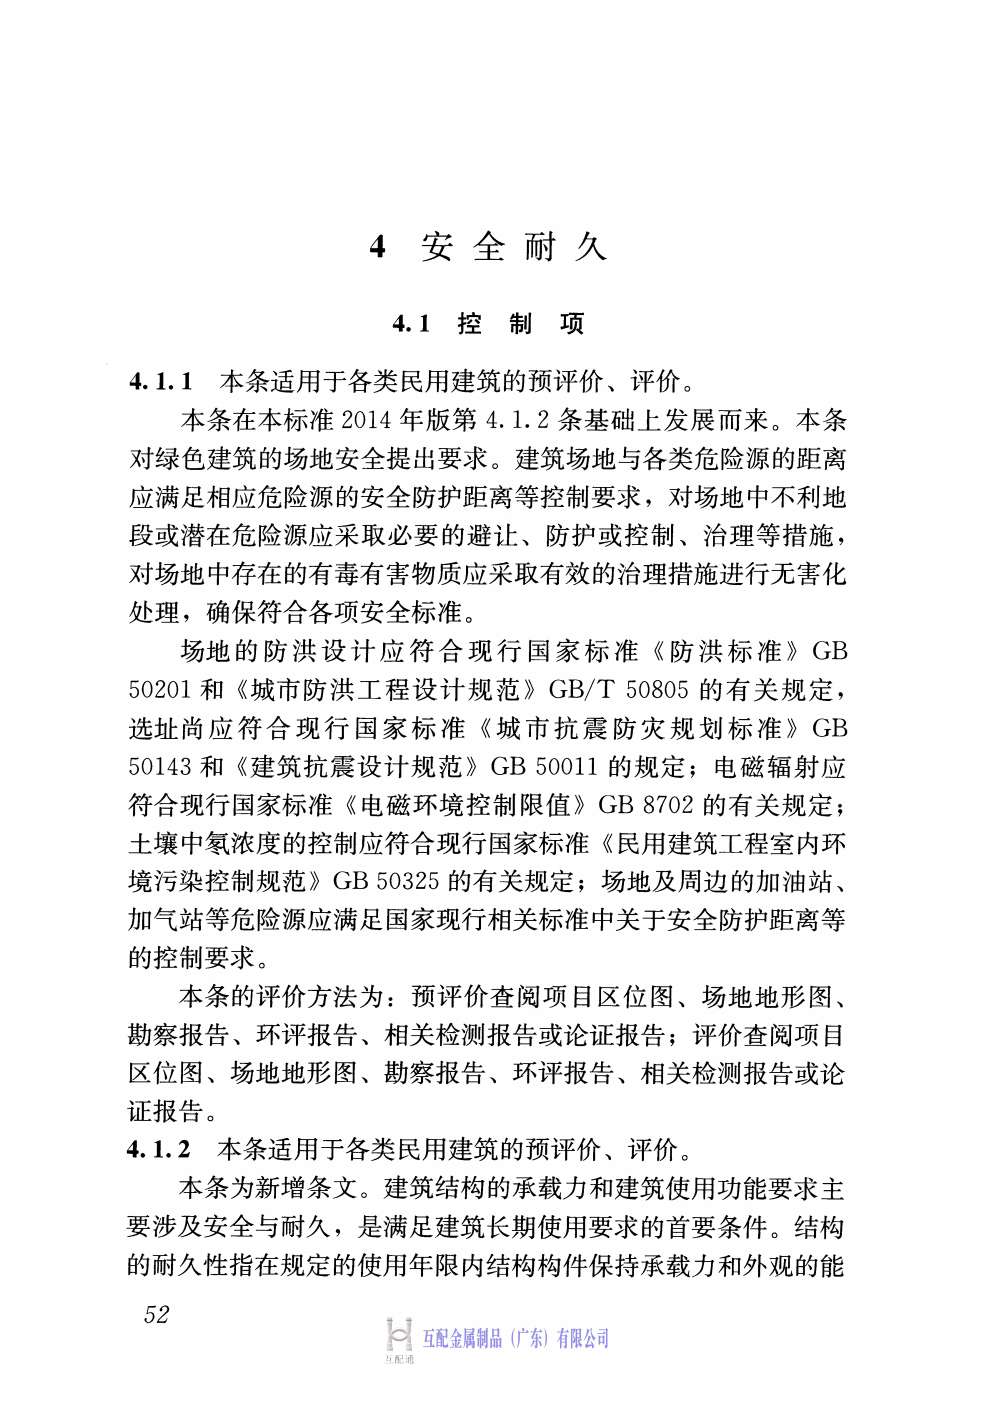 4 安全耐久
4.1 控制项
4.1.1 本条适用于各类民用建筑的预评价、评价。
本条在本标准 2014 年版第 4.1.2 条基础上发展而来。本条
对绿色建筑的场地安全提出要求。建筑场地与各类危险源的距离
应满足相应危险源的安全防护距离等控制要求，对场地中不利地
段或潜在危险源应采取必要的避让、防护或控制、治理等措施，
对场地中存在的有毒有害物质应采取有效的治理措施进行无害化
处理，确保符合各项安全标准。
场地的防洪设计应符合现行国家标准《防洪标准》GB
50201 和《城市防洪工程设计规范》GB/T 50805 的有关规定，
选址尚应符合现行国家标准《城市抗震防灾规划标准》GB
50143 和《建筑抗震设计规范》GB 50011 的规定；电磁辐射应
符合现行国家标准《电磁环境控制限值》GB 8702 的有关规定；
土壤中氡浓度的控制应符合现行国家标准《民用建筑工程室内环
境污染控制规范》GB 50325 的有关规定；场地及周边的加油站、
加气站等危险源应满足国家现行相关标准中关于安全防护距离等
的控制要求。
本条的评价方法为：预评价查阅项目区位图、场地地形图、
勘察报告、环评报告、相关检测报告或论证报告；评价查阅项目
区位图、场地地形图、勘察报告、环评报告、相关检测报告或论
证报告。
4.1.2 本条适用于各类民用建筑的预评价、评价。
本条为新增条文。建筑结构的承载力和建筑使用功能要求主
要涉及安全与耐久，是满足建筑长期使用要求的首要条件。结构
的耐久性指在规定的使用年限内结构构件保持承载力和外观的能
52
互配金属制品（广东）有限公司
互配通